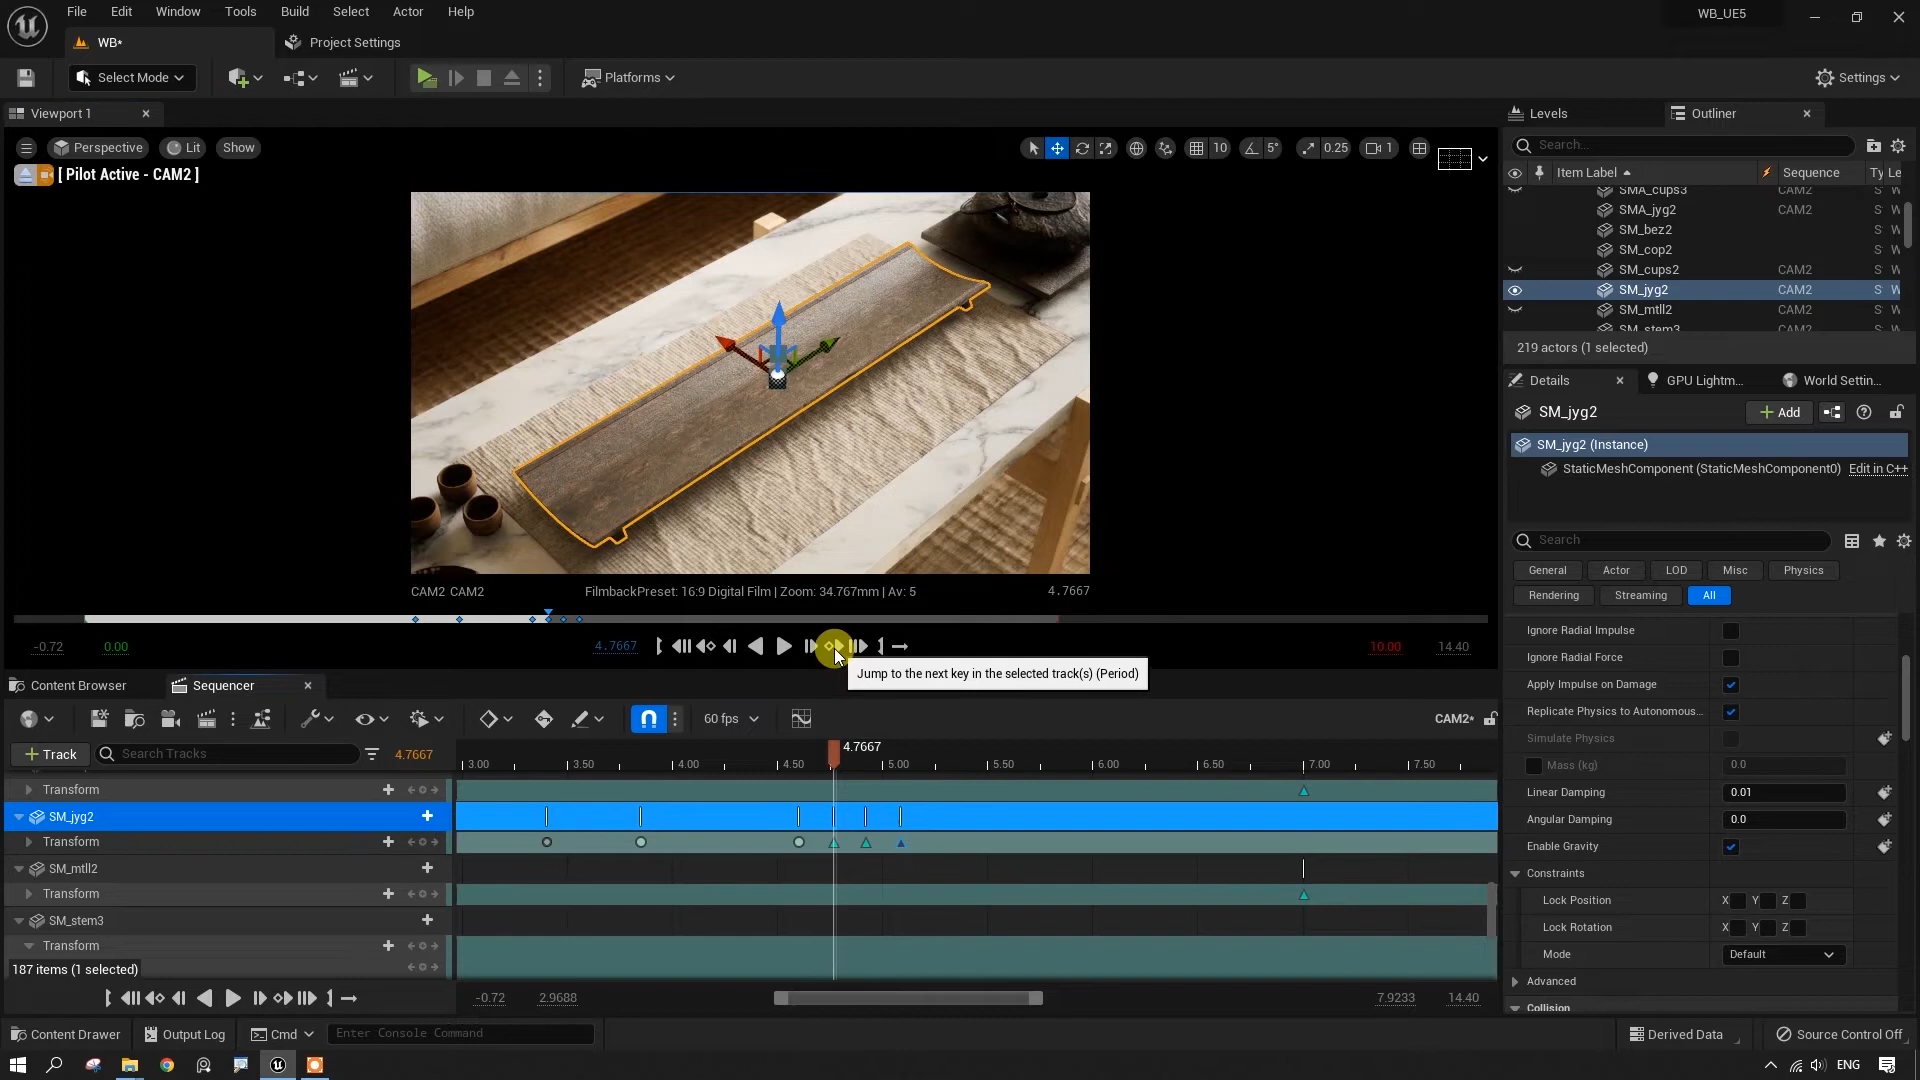 File Edit Window Tools Build Select Actor Help
WB_UE5
WB*
Project Settings
Select Mode
Platforms
Settings
Viewport 1
Perspective
Lit
Show
10
5°
0.25
1
[ Pilot Active - CAM2 ]
CAM2 CAM2
FilmbackPreset: 16:9 Digital Film | Zoom: 34.767mm | Av: 5
4.7667
-0.72
0.00
4.7667
10.00
14.40
Jump to the next key in the selected track(s) (Period)
Levels
Outliner
Search...
Item Label
Sequence
Ty
Le
SMA_cups3 CAM2
SMA_jyg2 CAM2
SM_bez2
SM_cop2
SM_cups2 CAM2
SM_jyg2 CAM2
SM_mtll2 CAM2
SM_stem3 CAM2
219 actors (1 selected)
Details
GPU Lightm...
World Settin...
SM_jyg2
Add
SM_jyg2 (Instance)
StaticMeshComponent (StaticMeshComponent0)
Edit in C++
Search
General
Actor
LOD
Misc
Physics
Rendering
Streaming
All
Ignore Radial Impulse
Ignore Radial Force
Apply Impulse on Damage
Replicate Physics to Autonomous...
Simulate Physics
Mass (kg) 0.0
Linear Damping 0.01
Angular Damping 0.0
Enable Gravity
Constraints
Lock Position X Y Z
Lock Rotation X Y Z
Mode Default
Advanced
Collision
Content Browser
Sequencer
60 fps
CAM2*
Track
Search Tracks
4.7667
4.7667
3.00 3.50 4.00 4.50 5.00 5.50 6.00 6.50 7.00 7.50
Transform
SM_jyg2
Transform
SM_mtll2
Transform
SM_stem3
Transform
187 items (1 selected)
-0.72
2.9688
7.9233
14.40
Content Drawer
Output Log
Cmd
Enter Console Command
Derived Data
Source Control Off
ENG